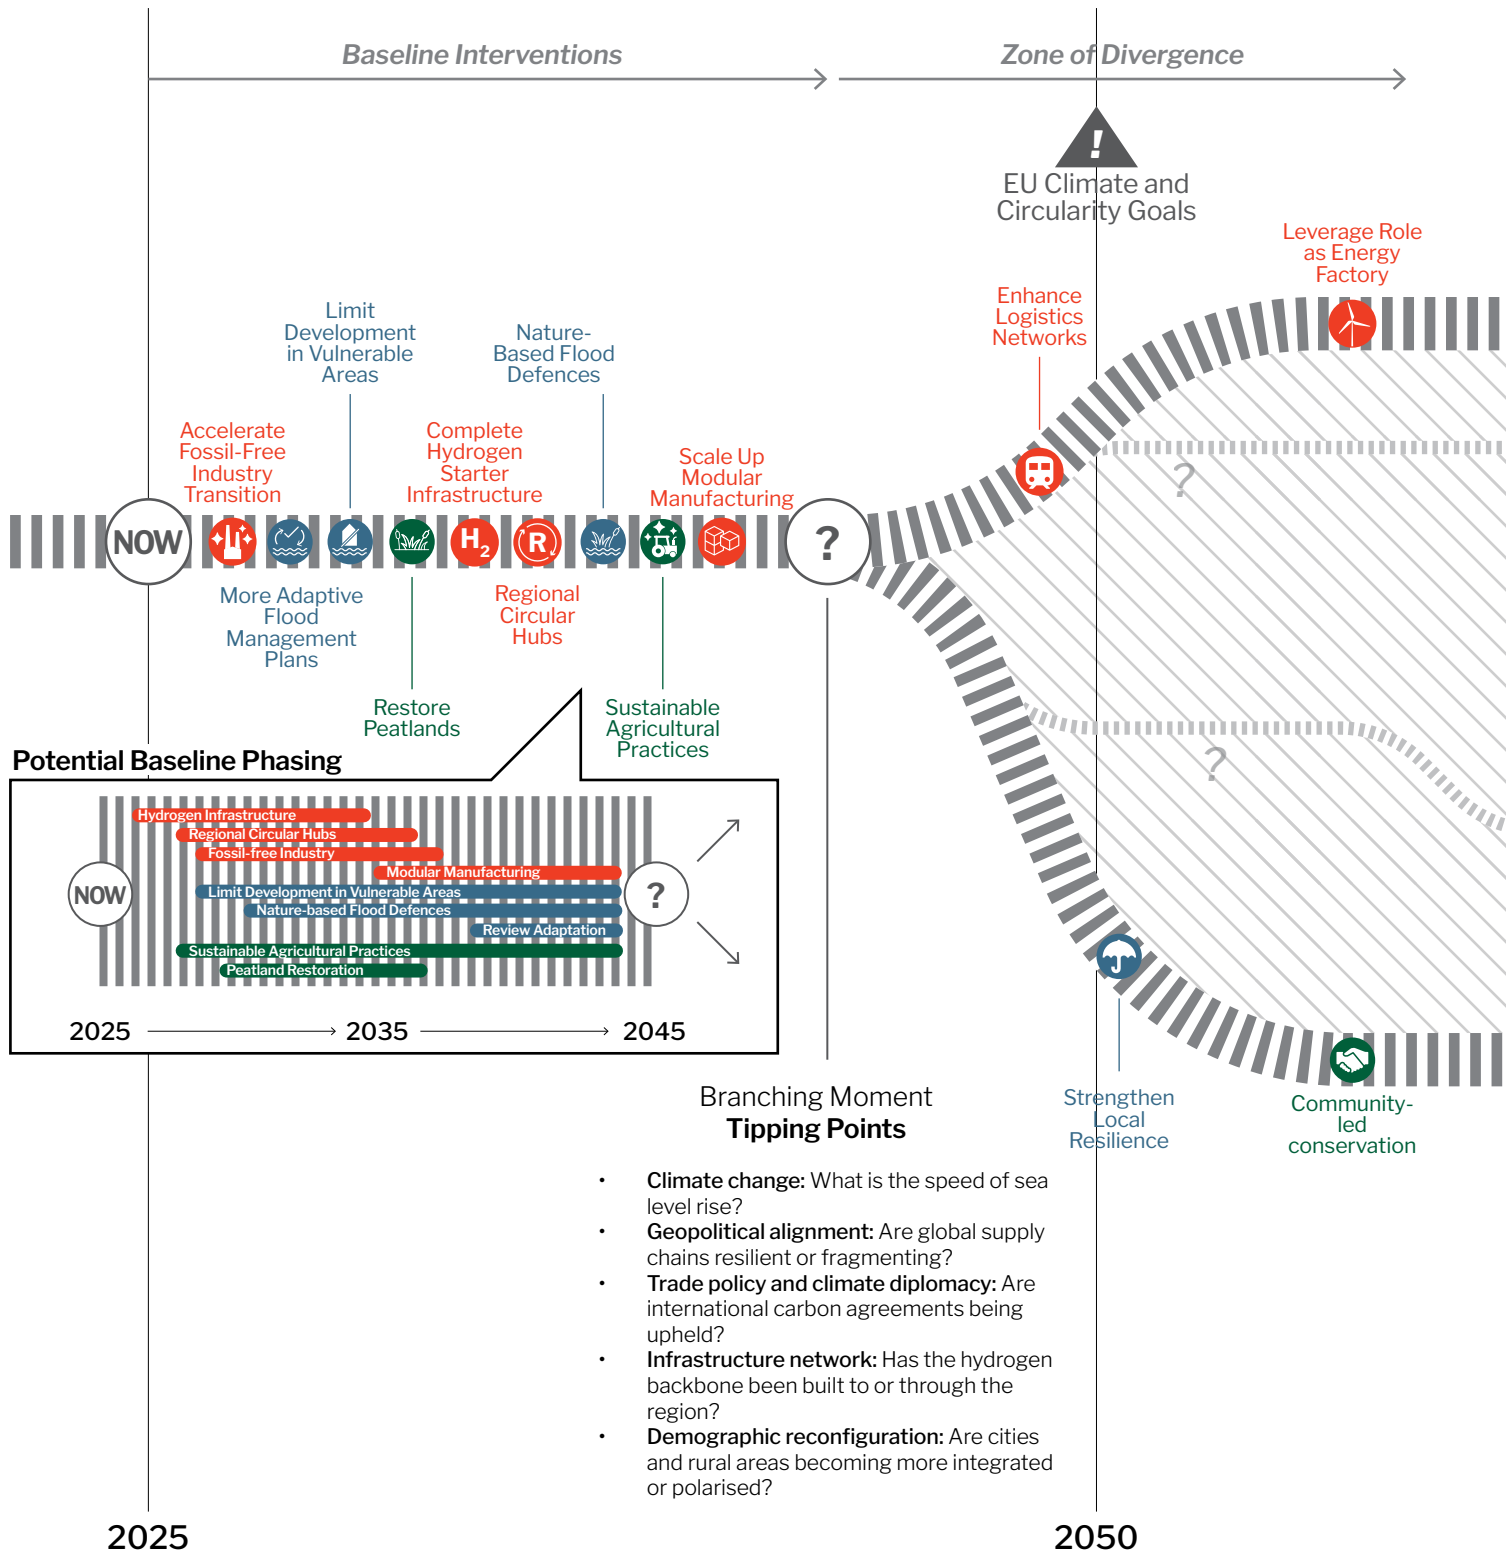 Baseline Interventions
Zone of Divergence
!
EU Climate and
Circularity Goals
Leverage Role
as Energy
Factory
Enhance
Logistics
Networks
Limit
Development
in Vulnerable
Areas
Nature-
Based Flood
Defences
Accelerate
Fossil-Free
Industry
Transition
Complete
Hydrogen
Starter
Infrastructure
Scale Up
Modular
Manufacturing
?
NOW
H2
R
?
More Adaptive
Flood
Management
Plans
Regional
Circular
Hubs
Restore
Peatlands
Sustainable
Agricultural
Practices
?
Potential Baseline Phasing
Hydrogen Infrastructure
Regional Circular Hubs
Fossil-free Industry
Modular Manufacturing
Limit Development in Vulnerable Areas
NOW
?
Nature-based Flood Defences
Review Adaptation
Sustainable Agricultural Practices
Peatland Restoration
2025
2035
2045
Strengthen
Local
Resilience
Community-
led
conservation
Branching Moment
Tipping Points
• Climate change: What is the speed of sea
level rise?
• Geopolitical alignment: Are global supply
chains resilient or fragmenting?
• Trade policy and climate diplomacy: Are
international carbon agreements being
upheld?
• Infrastructure network: Has the hydrogen
backbone been built to or through the
region?
• Demographic reconfiguration: Are cities
and rural areas becoming more integrated
or polarised?
2025
2050